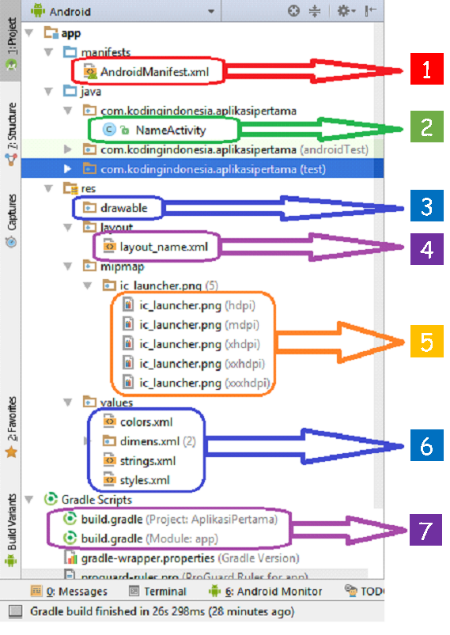 Android
1: Project
app
manifests
AndroidManifest.xml
1
java
com.kodingindonesia.aplikasipertama
NameActivity
2
com.kodingindonesia.aplikasipertama (androidTest)
com.kodingindonesia.aplikasipertama (test)
7: Structure
res
drawable
3
layout
layout_name.xml
4
Captures
mipmap
ic_launcher.png (5)
ic_launcher.png (hdpi)
ic_launcher.png (mdpi)
ic_launcher.png (xhdpi)
ic_launcher.png (xxhdpi)
ic_launcher.png (xxxhdpi)
5
values
colors.xml
dimens.xml (2)
strings.xml
styles.xml
6
2: Favorites
Gradle Scripts
build.gradle (Project: AplikasiPertama)
build.gradle (Module: app)
7
gradle-wrapper.properties (Gradle Version)
proguard-rules.pro (ProGuard Rules for app)
Build Variants
0: Messages
Terminal
6: Android Monitor
TOD
Gradle build finished in 26s 298ms (28 minutes ago)